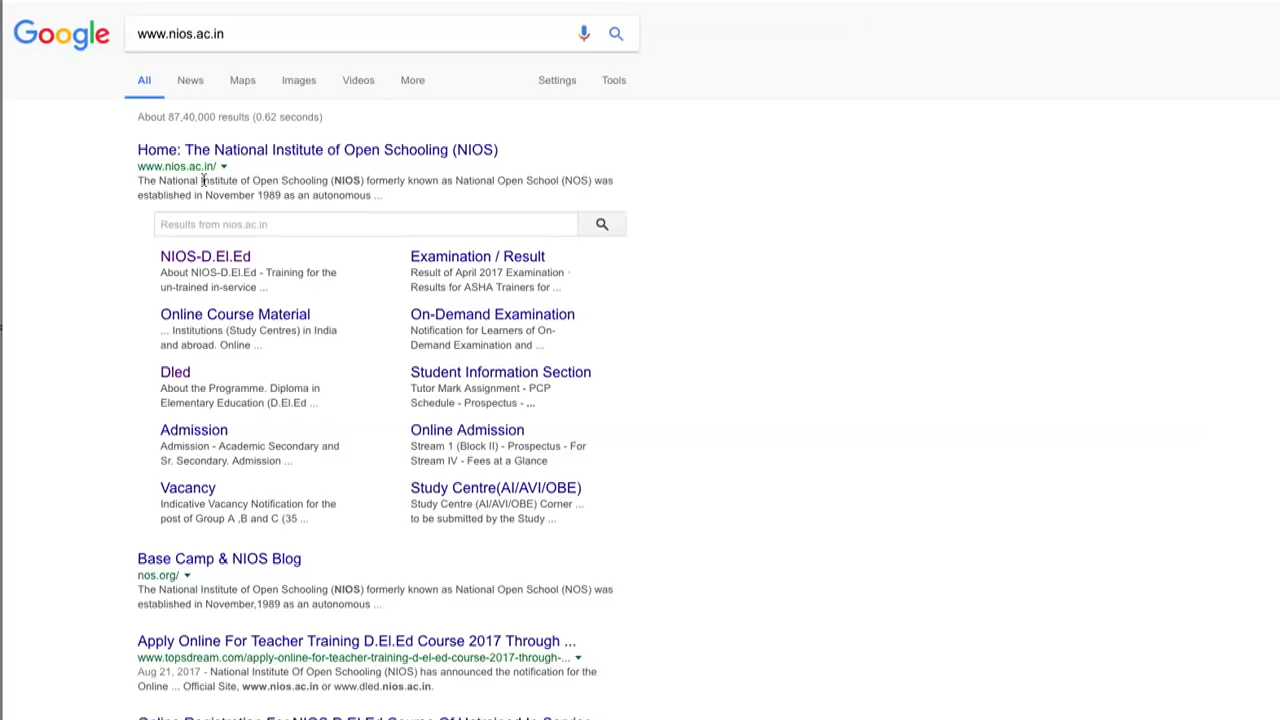 Google
www.nios.ac.in
All News Maps Images Videos More Settings Tools
About 87,40,000 results (0.62 seconds)
Home: The National Institute of Open Schooling (NIOS)
www.nios.ac.in/
The National Institute of Open Schooling (NIOS) formerly known as National Open School (NOS) was
established in November 1989 as an autonomous ...
Results from nios.ac.in
NIOS-D.El.Ed
About NIOS-D.El.Ed - Training for the
un-trained in-service ...
Examination / Result
Result of April 2017 Examination ·
Results for ASHA Trainers for ...
Online Course Material
... Institutions (Study Centres) in India
and abroad. Online ...
On-Demand Examination
Notification for Learners of On-
Demand Examination and ...
Dled
About the Programme. Diploma in
Elementary Education (D.El.Ed ...
Student Information Section
Tutor Mark Assignment - PCP
Schedule - Prospectus - ...
Admission
Admission - Academic Secondary and
Sr. Secondary. Admission ...
Online Admission
Stream 1 (Block II) - Prospectus - For
Stream IV - Fees at a Glance
Vacancy
Indicative Vacancy Notification for the
post of Group A ,B and C (35 ...
Study Centre(AI/AVI/OBE)
Study Centre (AI/AVI/OBE) Corner ...
to be submitted by the Study ...
Base Camp & NIOS Blog
nos.org/
The National Institute of Open Schooling (NIOS) formerly known as National Open School (NOS) was
established in November,1989 as an autonomous ...
Apply Online For Teacher Training D.El.Ed Course 2017 Through ...
www.topsdream.com/apply-online-for-teacher-training-d-el-ed-course-2017-through-...
Aug 21, 2017 - National Institute Of Open Schooling (NIOS) has announced the notification for the
Online ... Official Site, www.nios.ac.in or www.dled.nios.ac.in.